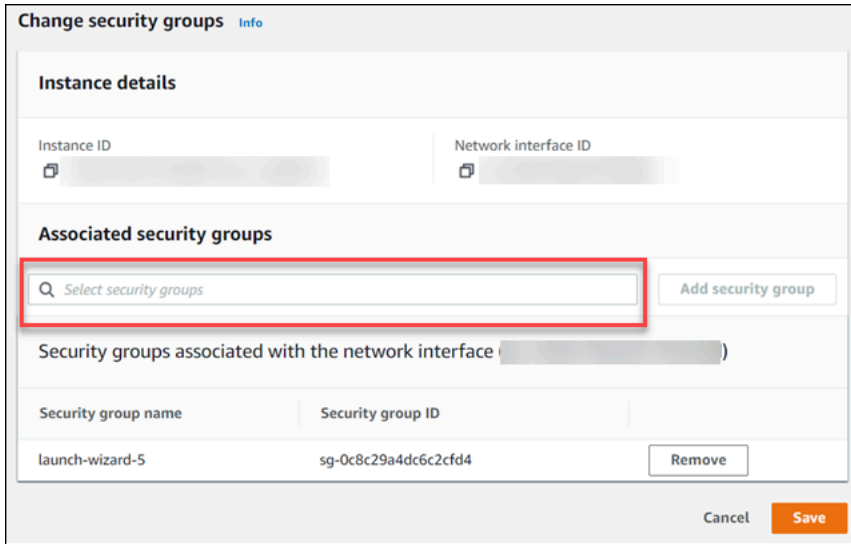 Change security groups Info
Instance details
Instance ID
Network interface ID
Associated security groups
Select security groups
Add security group
Security groups associated with the network interface ( )
Security group name
Security group ID
launch-wizard-5
sg-0c8c29a4dc6c2cfd4
Remove
Cancel
Save